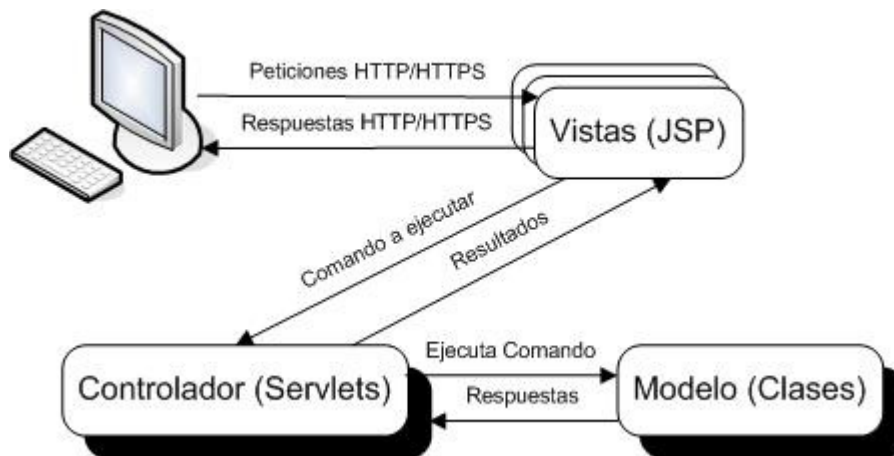 Peticiones HTTP/HTTPS
Respuestas HTTP/HTTPS
Vistas (JSP)
Comando a ejecutar
Resultados
Controlador (Servlets)
Ejecuta Comando
Respuestas
Modelo (Clases)